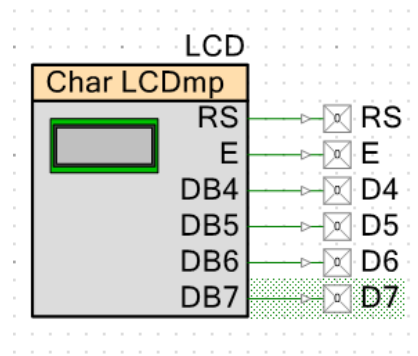 LCD
Char LCDmp
RS RS
E E
DB4 D4
DB5 D5
DB6 D6
DB7 D7